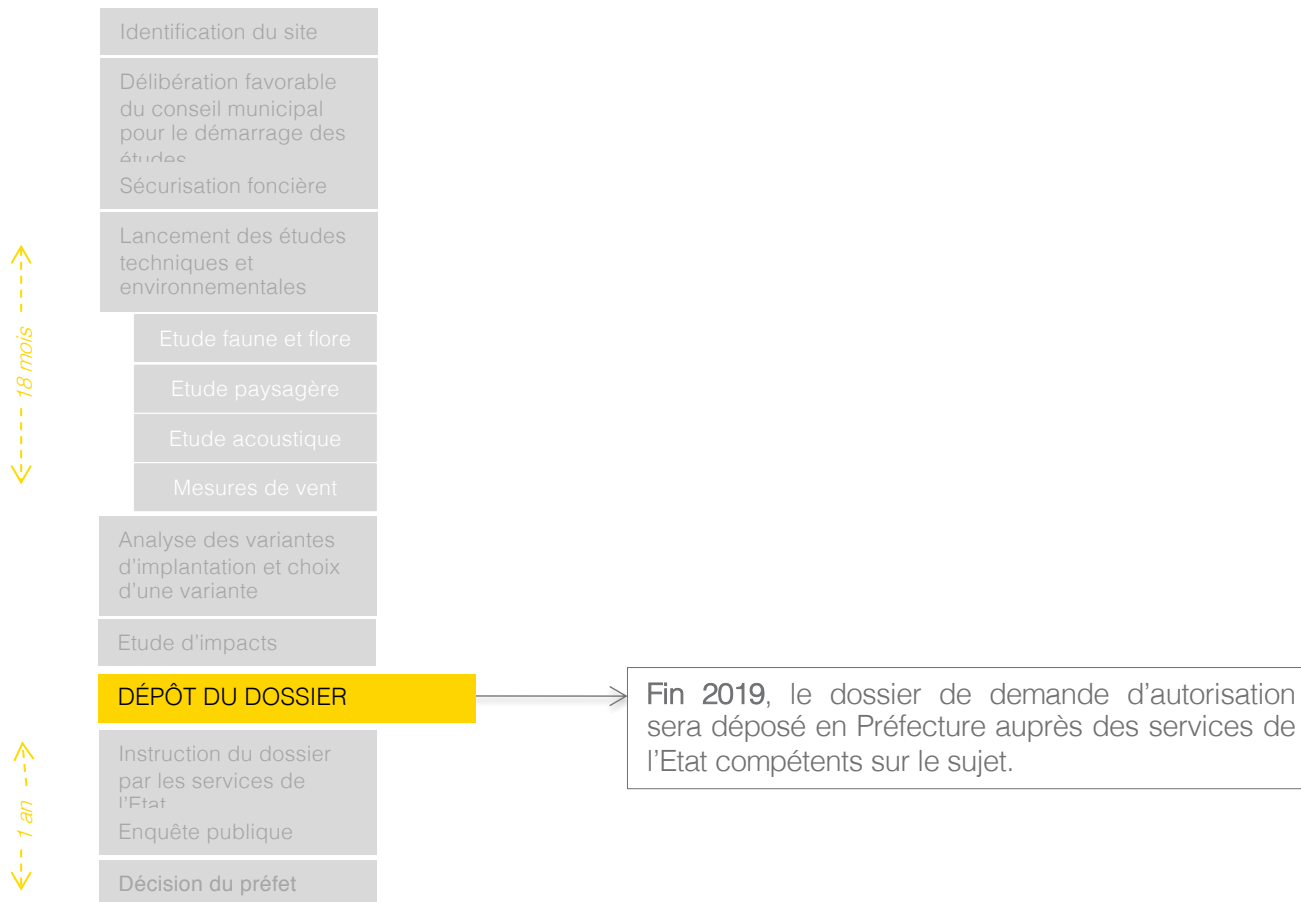 Identification du site
Délibération favorable
du conseil municipal
pour le démarrage des
études
Sécurisation foncière
Lancement des études
techniques et
environnementales
18 mois
Etude faune et flore
Etude paysagère
Etude acoustique
Mesures de vent
Analyse des variantes
d’implantation et choix
d’une variante
Etude d’impacts
DÉPÔT DU DOSSIER
Fin 2019, le dossier de demande d’autorisation
sera déposé en Préfecture auprès des services de
l’Etat compétents sur le sujet.
Instruction du dossier
par les services de
l’Etat
1 an
Enquête publique
Décision du préfet